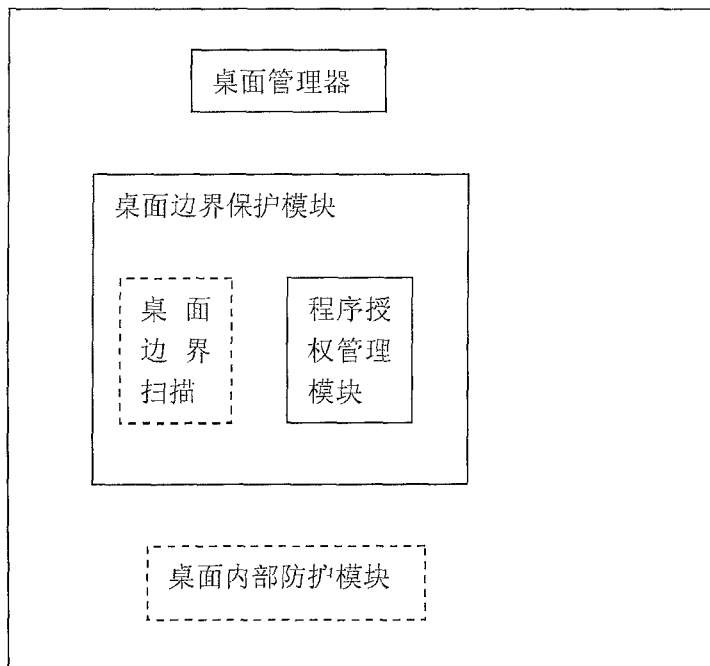 桌面管理器
桌面边界保护模块
桌面
边界
扫描
程序授
权管理
模块
桌面内部防护模块